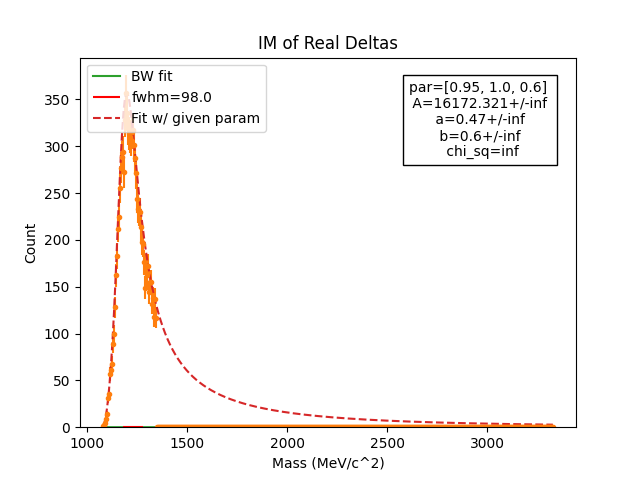 IM of Real Deltas
BW fit
fwhm=98.0
Fit w/ given param
par=[0.95, 1.0, 0.6]
A=16172.321+/-inf
a=0.47+/-inf
b=0.6+/-inf
chi_sq=inf
350
300
250
200
150
100
50
0
Count
1000 1500 2000 2500 3000
Mass (MeV/c^2)